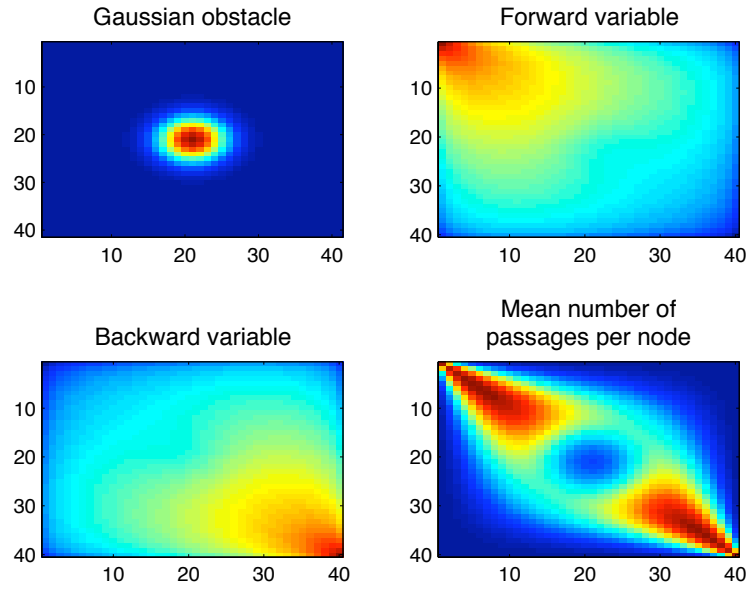 Gaussian obstacle
10
20
30
40
10 20 30 40
Forward variable
10
20
30
40
10 20 30 40
Backward variable
10
20
30
40
10 20 30 40
Mean number of
passages per node
10
20
30
40
10 20 30 40